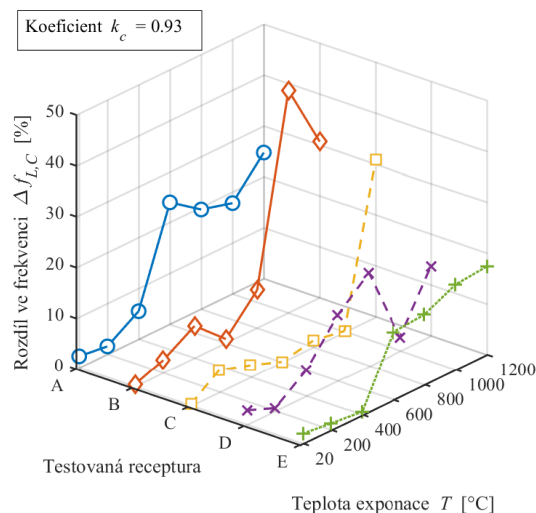 Koeficient k_c = 0.93
Rozdíl ve frekvenci Δf_{L,C} [%]
50
40
30
20
10
0
A
B
C
D
E
20
200
400
600
800
1000
1200
Testovaná receptura
Teplota exponace T [°C]